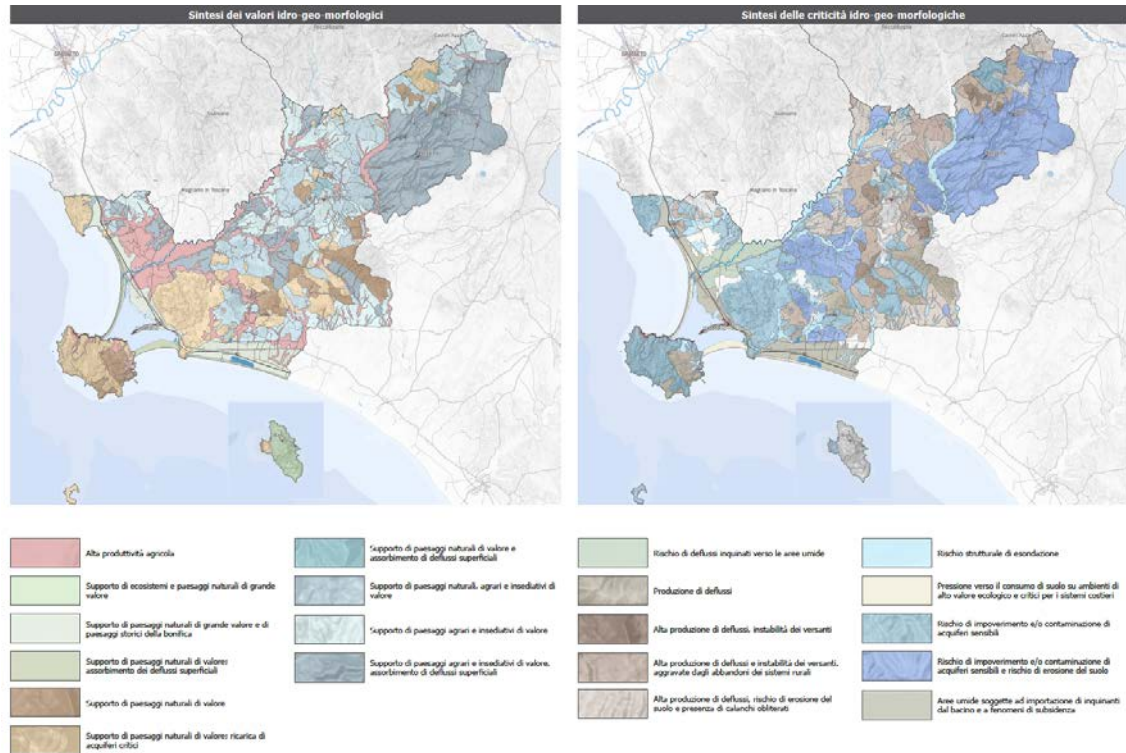 Sintesi dei valori idro-geo-morfologici
Sintesi delle criticità idro-geo-morfologiche
GROSSETO
Magliano in Toscana
GROSSETO
Magliano in Toscana
Alta produttività agricola
Supporto di ecosistemi e paesaggi naturali di grande
valore
Supporto di paesaggi naturali di grande valore e di
paesaggi storici della bonifica
Supporto di paesaggi naturali di valore;
assorbimento dei deflussi superficiali
Supporto di paesaggi naturali di valore
Supporto di paesaggi naturali di valore; ricarica di
acquiferi critici
Supporto di paesaggi naturali di valore e
assorbimento di deflussi superficiali
Supporto di paesaggi naturali, agrari e insediativi di
valore
Supporto di paesaggi agrari e insediativi di valore
Supporto di paesaggi agrari e insediativi di valore,
assorbimento di deflussi superficiali
Rischio di deflussi inquinati verso le aree umide
Produzione di deflussi
Alta produzione di deflussi, instabilità dei versanti
Alta produzione di deflussi e instabilità dei versanti,
aggravate dagli abbandoni dei sistemi rurali
Alta produzione di deflussi, rischio di erosione del
suolo e presenza di calanchi obliterati
Rischio strutturale di esondazione
Pressione verso il consumo di suolo su ambienti di
alto valore ecologico e critici per i sistemi costieri
Rischio di impoverimento e/o contaminazione di
acquiferi sensibili
Rischio di impoverimento e/o contaminazione di
acquiferi sensibili e rischio di erosione del suolo
Aree umide soggette ad importazione di inquinanti
dal bacino e a fenomeni di subsidenza